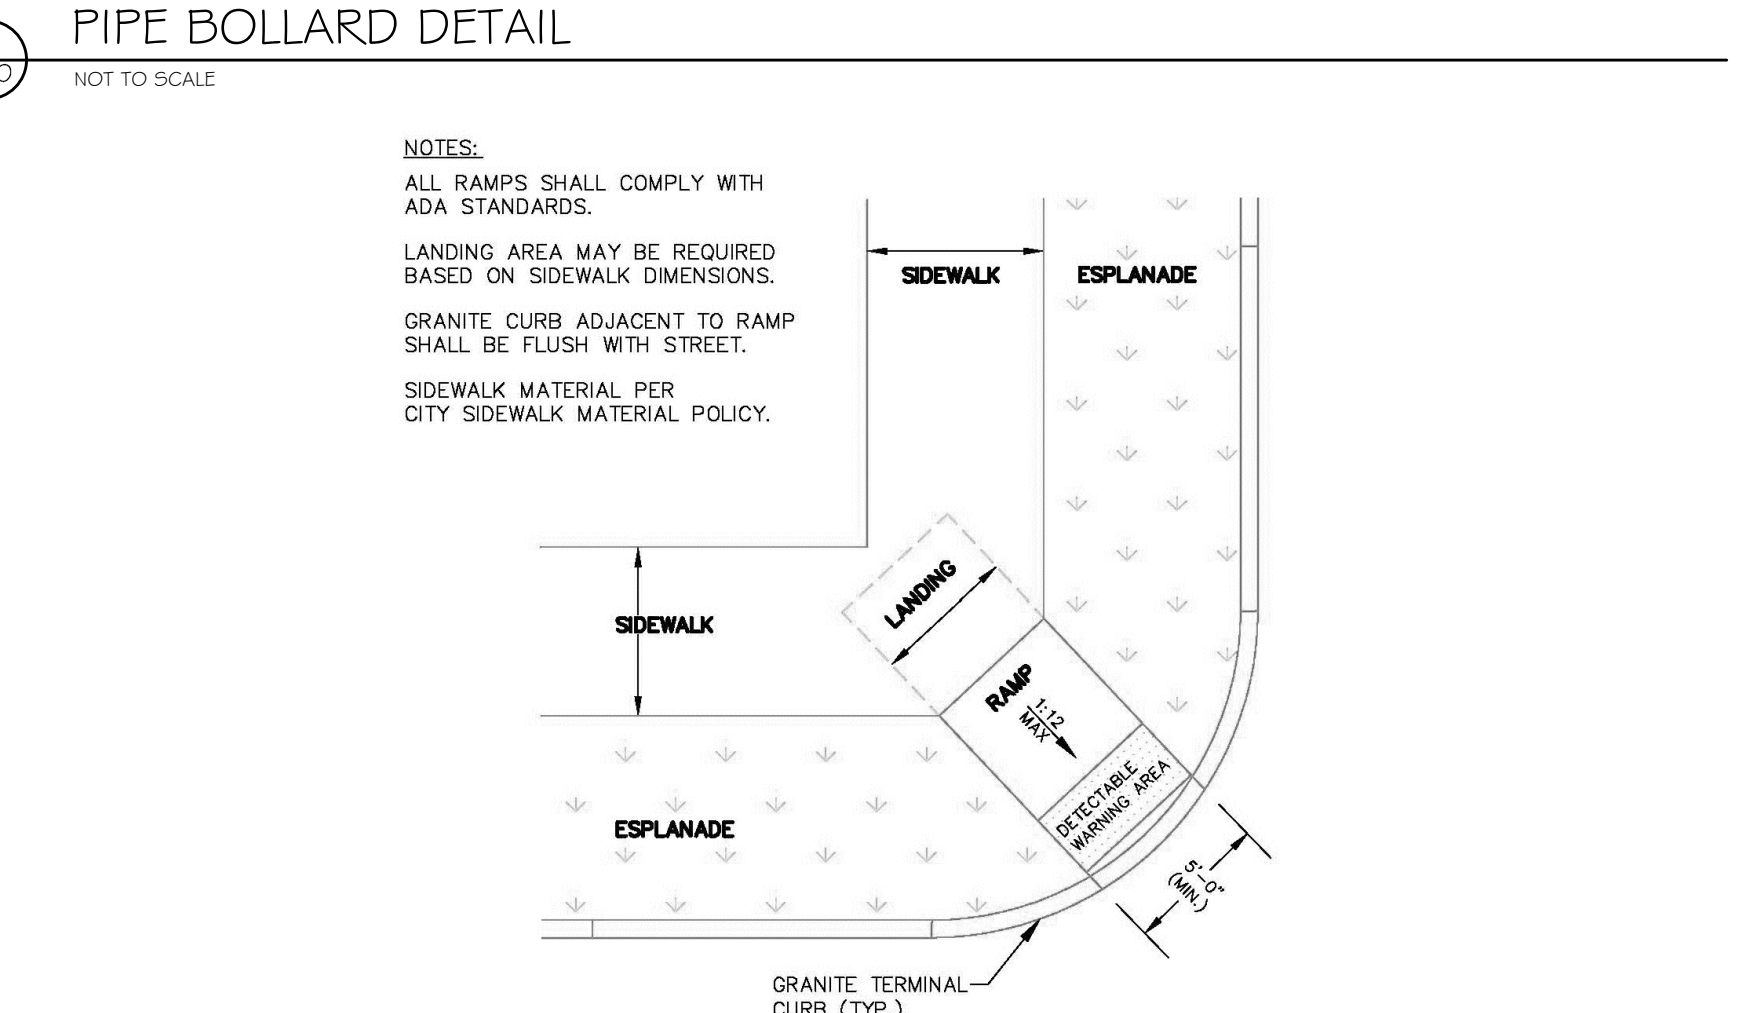 PIPE BOLLARD DETAIL
NOT TO SCALE
NOTES:
ALL RAMPS SHALL COMPLY WITH
ADA STANDARDS.
LANDING AREA MAY BE REQUIRED
BASED ON SIDEWALK DIMENSIONS.
GRANITE CURB ADJACENT TO RAMP
SHALL BE FLUSH WITH STREET.
SIDEWALK MATERIAL PER
CITY SIDEWALK MATERIAL POLICY.
SIDEWALK
ESPLANADE
LANDING
SIDEWALK
RAMP
1:12
MAX
DETECTABLE
WARNING AREA
ESPLANADE
5'-0"
(MIN.)
GRANITE TERMINAL
CURB (TYP.)